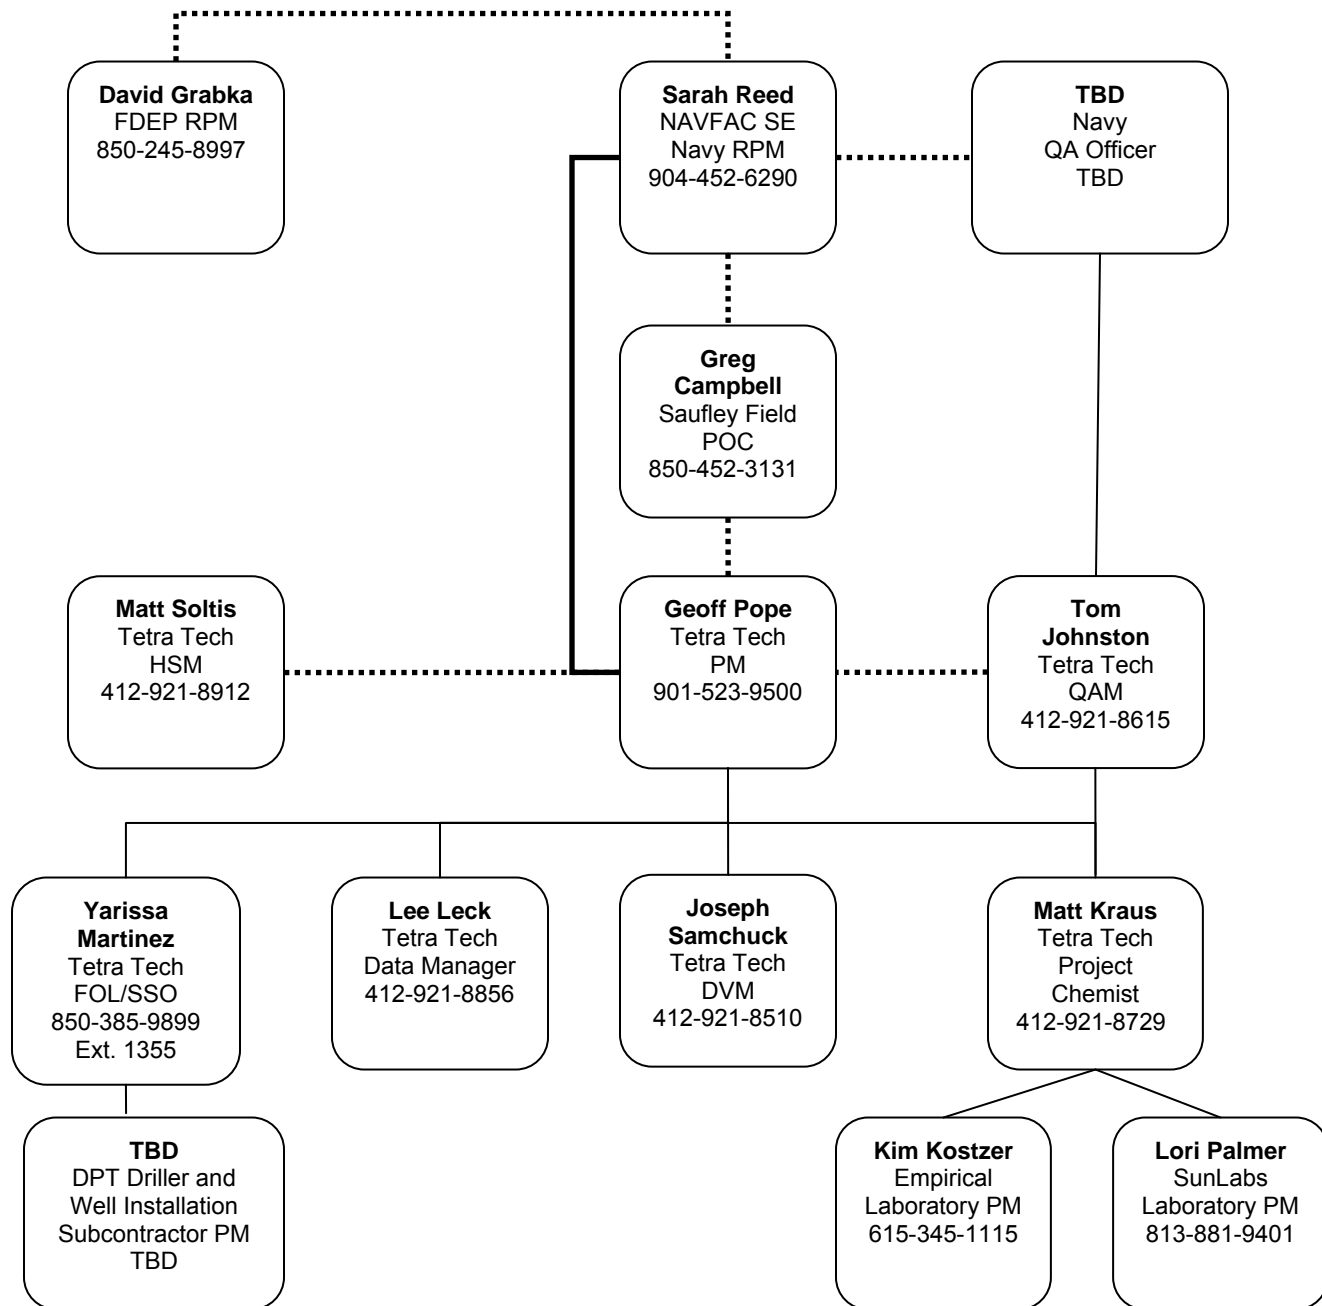 David Grabka
FDEP RPM
850-245-8997
Sarah Reed
NAVFAC SE
Navy RPM
904-452-6290
TBD
Navy
QA Officer
TBD
Greg
Campbell
Saufley Field
POC
850-452-3131
Matt Soltis
Tetra Tech
HSM
412-921-8912
Geoff Pope
Tetra Tech
PM
901-523-9500
Tom
Johnston
Tetra Tech
QAM
412-921-8615
Yarissa
Martinez
Tetra Tech
FOL/SSO
850-385-9899
Ext. 1355
Lee Leck
Tetra Tech
Data Manager
412-921-8856
Joseph
Samchuck
Tetra Tech
DVM
412-921-8510
Matt Kraus
Tetra Tech
Project
Chemist
412-921-8729
TBD
DPT Driller and
Well Installation
Subcontractor PM
TBD
Kim Kostzer
Empirical
Laboratory PM
615-345-1115
Lori Palmer
SunLabs
Laboratory PM
813-881-9401